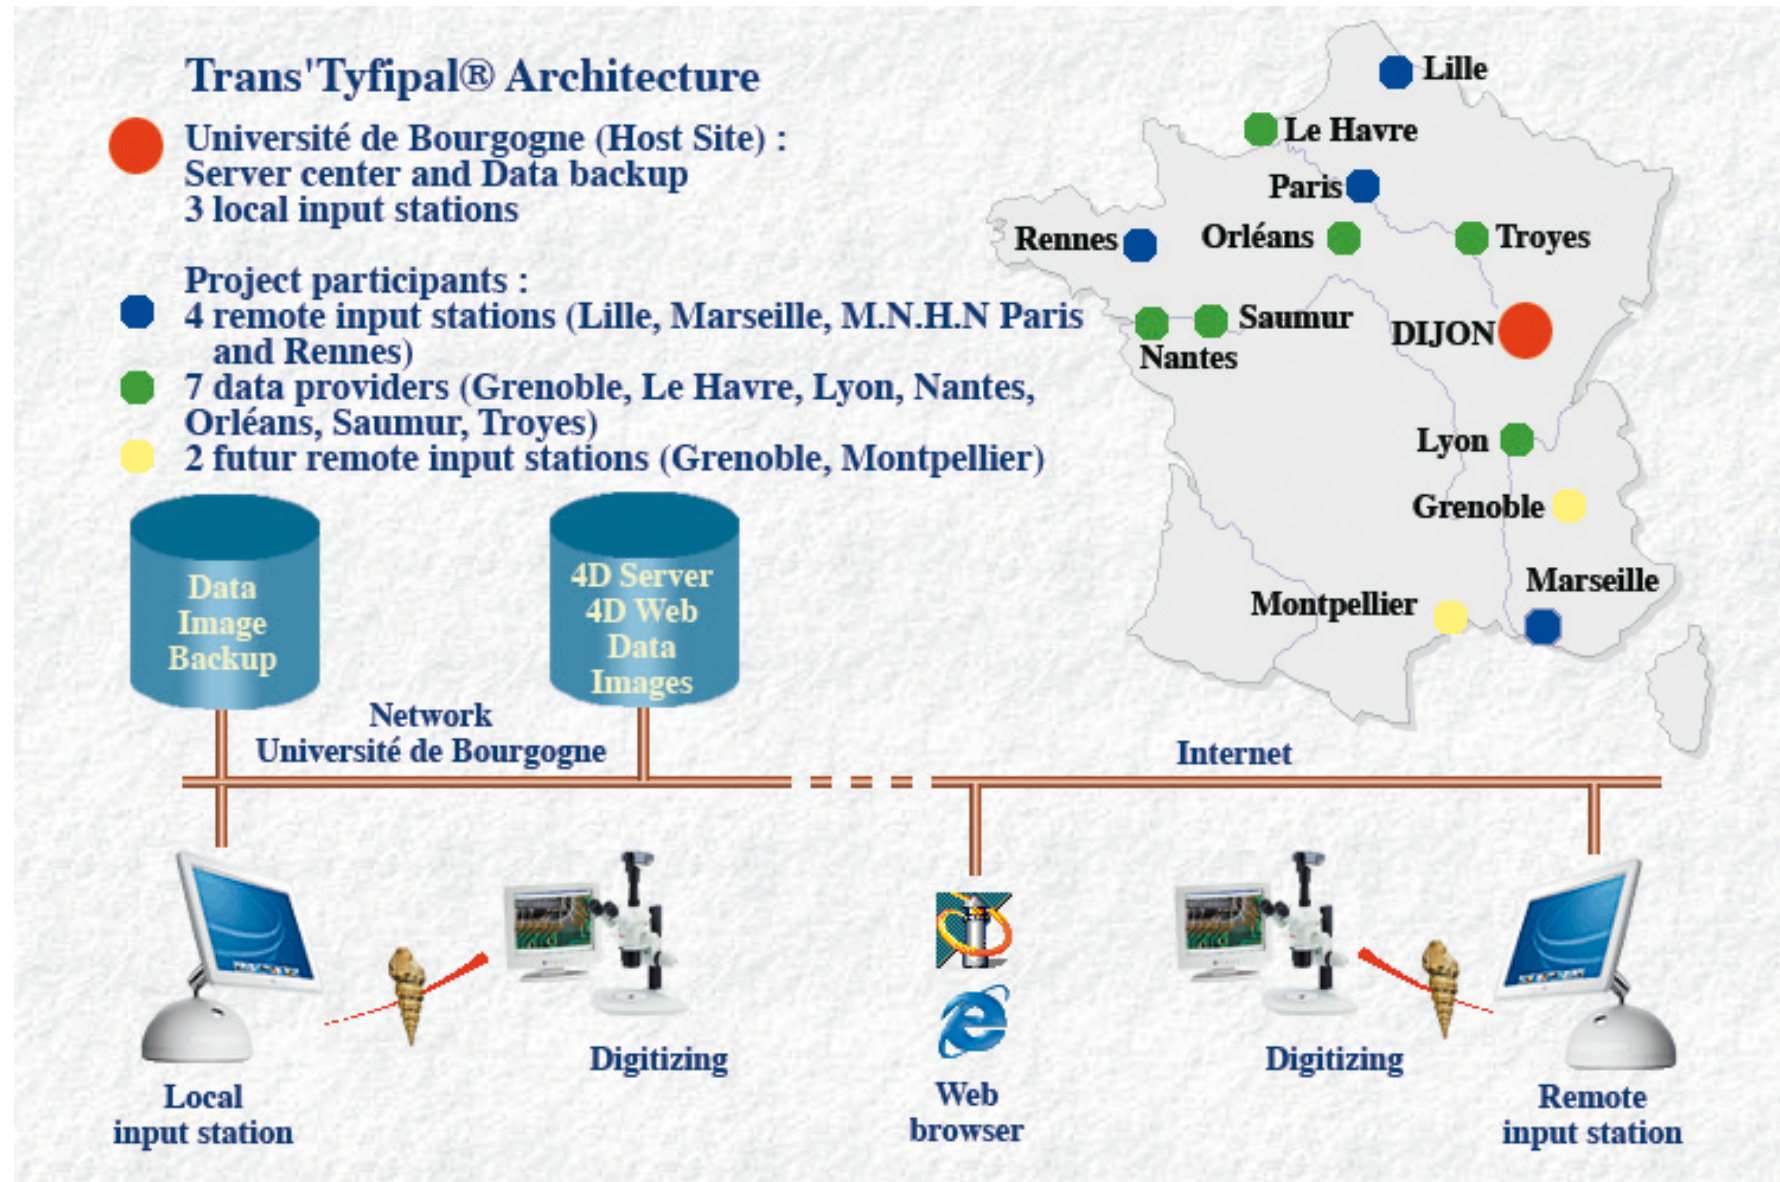 Trans'Tyfipal® Architecture
Université de Bourgogne (Host Site) :
Server center and Data backup
3 local input stations
Project participants :
4 remote input stations (Lille, Marseille, M.N.H.N Paris
and Rennes)
7 data providers (Grenoble, Le Havre, Lyon, Nantes,
Orléans, Saumur, Troyes)
2 futur remote input stations (Grenoble, Montpellier)
Lille
Le Havre
Paris
Rennes
Orléans
Troyes
Saumur
Nantes
DIJON
Lyon
Grenoble
Marseille
Montpellier
Data
Image
Backup
4D Server
4D Web
Data
Images
Network
Université de Bourgogne
Internet
Local
input station
Digitizing
Web
browser
Digitizing
Remote
input station